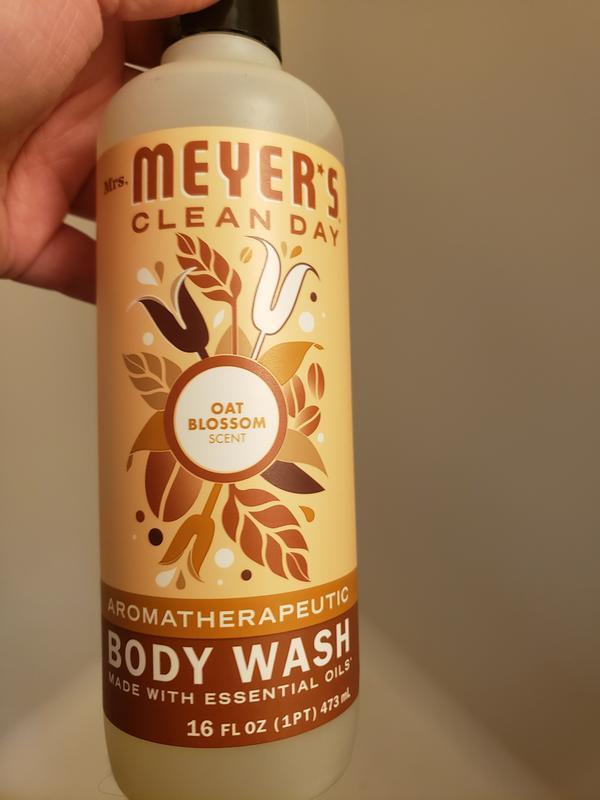 Mrs. MEYER'S
CLEAN DAY
OAT
BLOSSOM
SCENT
AROMATHERAPEUTIC
BODY WASH
MADE WITH ESSENTIAL OILS*
16 FL OZ (1PT) 473 mL